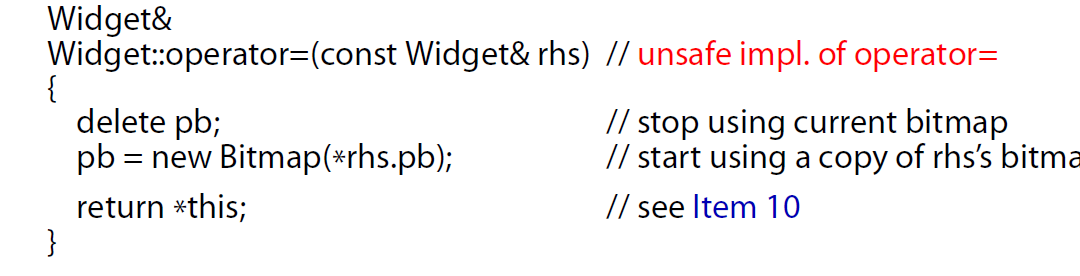 Widget&
Widget::operator=(const Widget& rhs) // unsafe impl. of operator=
{
delete pb; // stop using current bitmap
pb = new Bitmap(*rhs.pb); // start using a copy of rhs’s bitma
return *this; // see Item 10
}